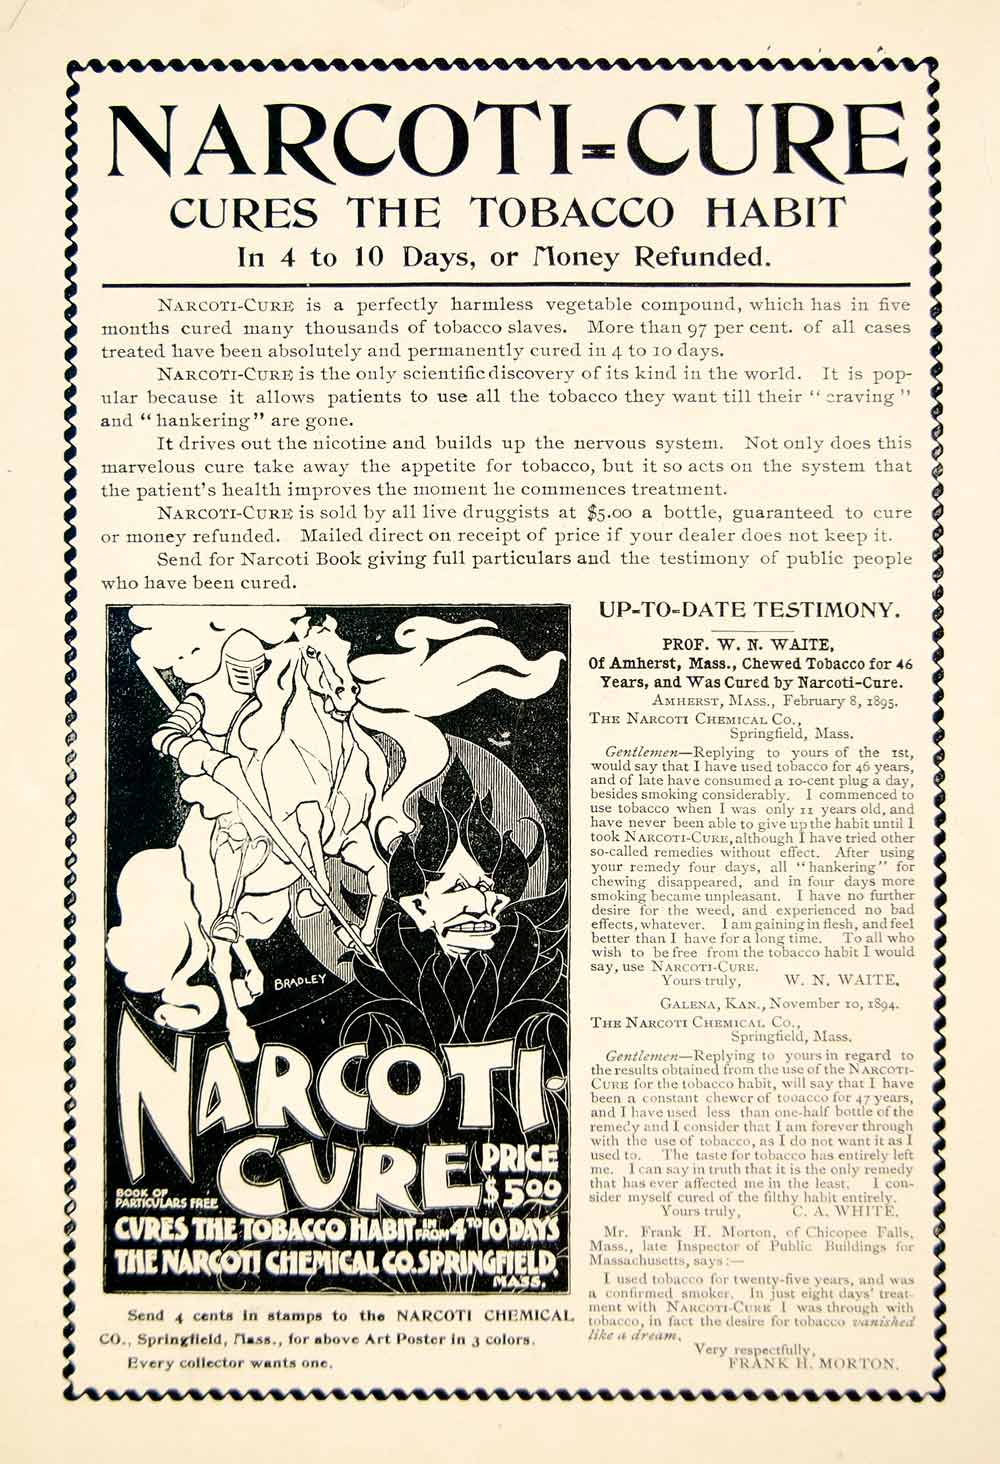 NARCOTI=CURE
CURES THE TOBACCO HABIT
In 4 to 10 Days, or Money Refunded.
NARCOTI-CURE is a perfectly harmless vegetable compound, which has in five
months cured many thousands of tobacco slaves. More than 97 per cent. of all cases
treated have been absolutely and permanently cured in 4 to 10 days.
NARCOTI-CURE is the only scientific discovery of its kind in the world. It is pop-
ular because it allows patients to use all the tobacco they want till their "craving"
and "hankering" are gone.
It drives out the nicotine and builds up the nervous system. Not only does this
marvelous cure take away the appetite for tobacco, but it so acts on the system that
the patient's health improves the moment he commences treatment.
NARCOTI-CURE is sold by all live druggists at $5.00 a bottle, guaranteed to cure
or money refunded. Mailed direct on receipt of price if your dealer does not keep it.
Send for Narcoti Book giving full particulars and the testimony of public people
who have been cured.
BRADLEY
NARCOTI-
CURE
PRICE
$5.00
BOOK OF
PARTICULARS FREE.
CURES THE TOBACCO HABIT IN FROM 4 TO 10 DAYS
THE NARCOTI CHEMICAL CO. SPRINGFIELD,
MASS.
Send 4 cents in stamps to the NARCOTI CHEMICAL
CO., Springfield, Mass., for above Art Poster in 3 colors.
Every collector wants one.
UP=TO=DATE TESTIMONY.
PROF. W. N. WAITE,
Of Amherst, Mass., Chewed Tobacco for 46
Years, and Was Cured by Narcoti-Cure.
AMHERST, MASS., February 8, 1895.
THE NARCOTI CHEMICAL CO.,
Springfield, Mass.
Gentlemen—Replying to yours of the 1st,
would say that I have used tobacco for 46 years,
and of late have consumed a 10-cent plug a day,
besides smoking considerably. I commenced to
use tobacco when I was only 11 years old, and
have never been able to give up the habit until I
took NARCOTI-CURE, although I have tried other
so-called remedies without effect. After using
your remedy four days, all "hankering" for
chewing disappeared, and in four days more
smoking became unpleasant. I have no further
desire for the weed, and experienced no bad
effects, whatever. I am gaining in flesh, and feel
better than I have for a long time. To all who
wish to be free from the tobacco habit I would
say, use NARCOTI-CURE.
Yours truly, W. N. WAITE.
GALENA, KAN., November 10, 1894.
THE NARCOTI CHEMICAL CO.,
Springfield, Mass.
Gentlemen—Replying to yours in regard to
the results obtained from the use of the NARCOTI-
CURE for the tobacco habit, will say that I have
been a constant chewer of tobacco for 47 years,
and I have used less than one-half bottle of the
remedy and I consider that I am forever through
with the use of tobacco, as I do not want it as I
used to. The taste for tobacco has entirely left
me. I can say in truth that it is the only remedy
that has ever affected me in the least. I con-
sider myself cured of the filthy habit entirely.
Yours truly, C. A. WHITE.
Mr. Frank H. Morton, of Chicopee Falls,
Mass., late Inspector of Public Buildings for
Massachusetts, says:—
I used tobacco for twenty-five years, and was
a confirmed smoker. In just eight days' treat-
ment with NARCOTI-CURE I was through with
tobacco, in fact the desire for tobacco vanished
like a dream.
Very respectfully,
FRANK H. MORTON.